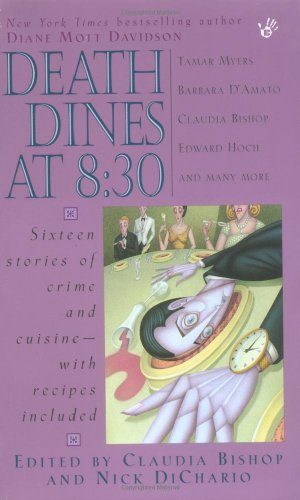 New York Times bestselling author
DIANE MOTT DAVIDSON
DEATH
DINES
AT 8:30
TAMAR MYERS
BARBARA D'AMATO
CLAUDIA BISHOP
EDWARD HOCH
AND MANY MORE
Sixteen
stories of
crime
and
cuisine—
with
recipes
included
EDITED BY CLAUDIA BISHOP
AND NICK DICHARIO